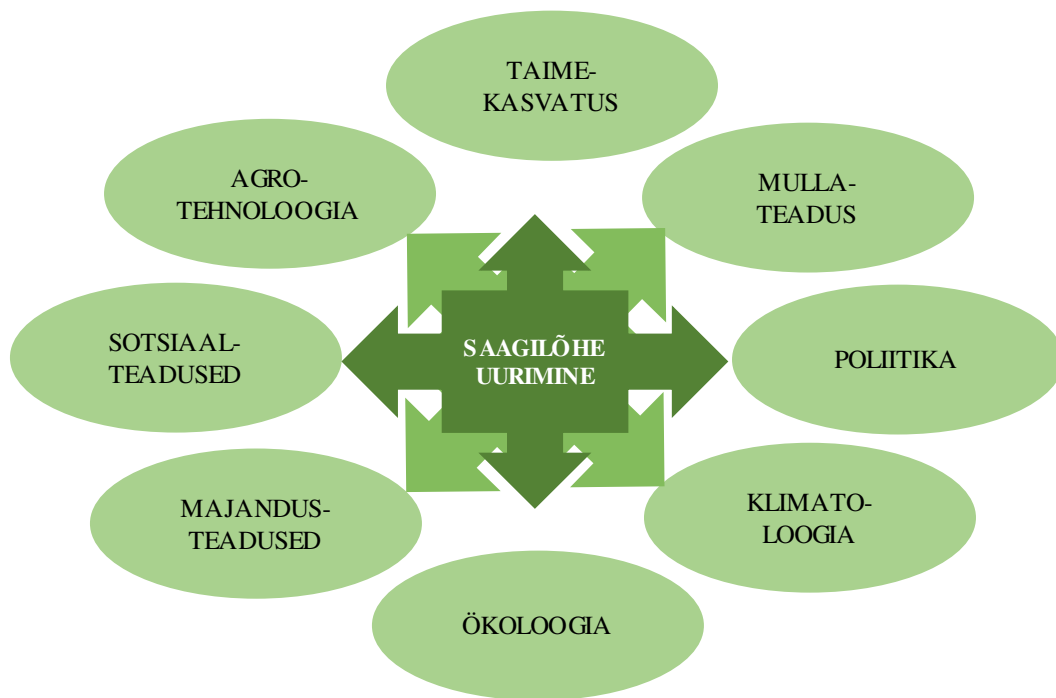 TAIME-
KASVATUS
AGRO-
TEHNOLOOGIA
MULLA-
TEADUS
SOTSIAAL-
TEADUSED
SAAGILÕHE
UURIMINE
POLIITIKA
MAJANDUS-
TEADUSED
KLIMATO-
LOOGIA
ÖKOLOOGIA